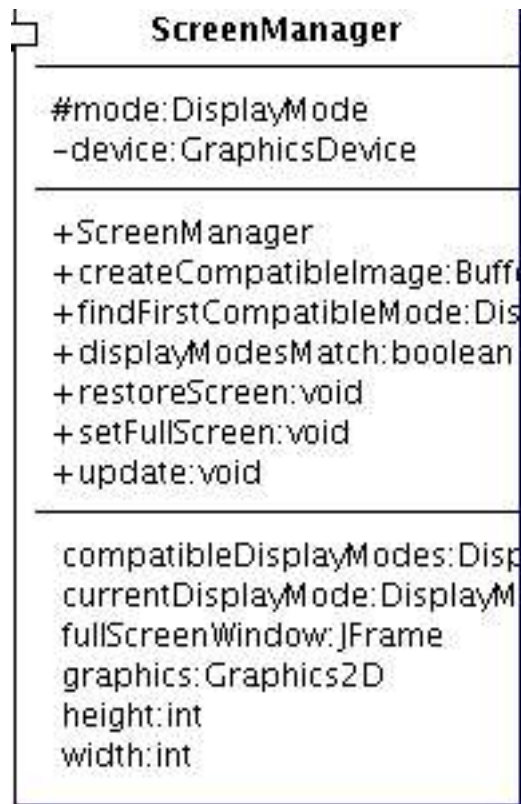 ScreenManager
#mode:DisplayMode
-device:GraphicsDevice
+ScreenManager
+createCompatibleImage:Buff
+findFirstCompatibleMode:Dis
+displayModesMatch:boolean
+restoreScreen:void
+setFullScreen:void
+update:void
compatibleDisplayModes:Disp
currentDisplayMode:DisplayM
fullScreenWindow:JFrame
graphics:Graphics2D
height:int
width:int